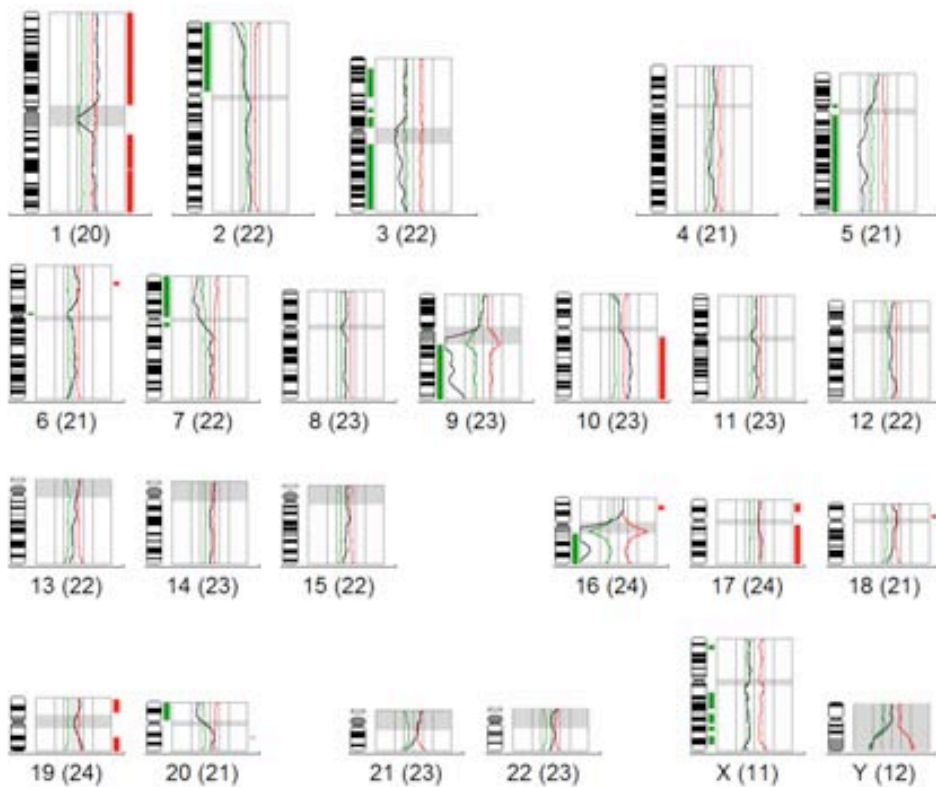 1 (20) 2 (22) 3 (22) 4 (21) 5 (21)
6 (21) 7 (22) 8 (23) 9 (23) 10 (23) 11 (23) 12 (22)
13 (22) 14 (23) 15 (22) 16 (24) 17 (24) 18 (21)
19 (24) 20 (21) 21 (23) 22 (23) X (11) Y (12)